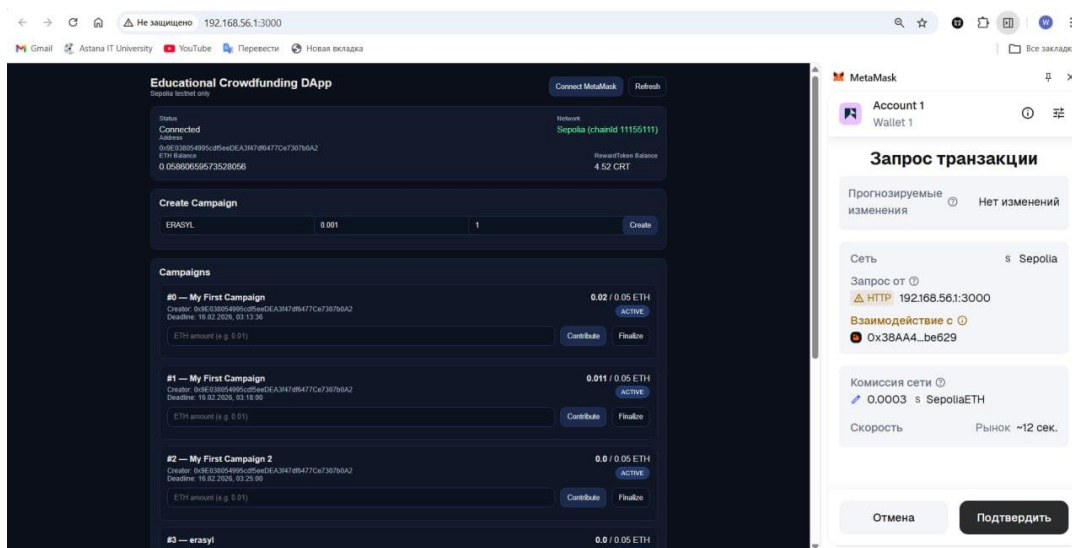 Не защищено 192.168.56.1:3000
Gmail Astana IT University YouTube Перевести Новая вкладка Все закладк
Educational Crowdfunding DApp
Sepolia testnet only
Connect MetaMask Refresh
Status
Connected
Address
0x9E038054995cdf5eeDEA3f47df6477Ce7307b0A2
ETH Balance
0.05860659573528056
Network
Sepolia (chainId 11155111)
RewardToken Balance
4.52 CRT
Create Campaign
ERASYL 0.001 1 Create
Campaigns
#0 — My First Campaign 0.02 / 0.05 ETH
Creator: 0x9E038054995cdf5eeDEA3f47df6477Ce7307b0A2
Deadline: 16.02.2026, 03:13:36
ACTIVE
ETH amount (e.g. 0.01) Contribute Finalize
#1 — My First Campaign 0.011 / 0.05 ETH
Creator: 0x9E038054995cdf5eeDEA3f47df6477Ce7307b0A2
Deadline: 16.02.2026, 03:18:00
ACTIVE
ETH amount (e.g. 0.01) Contribute Finalize
#2 — My First Campaign 2 0.0 / 0.05 ETH
Creator: 0x9E038054995cdf5eeDEA3f47df6477Ce7307b0A2
Deadline: 16.02.2026, 03:25:00
ACTIVE
ETH amount (e.g. 0.01) Contribute Finalize
#3 — erasyl 0.0 / 0.05 ETH
MetaMask
Account 1
Wallet 1
Запрос транзакции
Прогнозируемые
изменения
Нет изменений
Сеть S Sepolia
Запрос от
HTTP 192.168.56.1:3000
Взаимодействие с
0x38AA4...be629
Комиссия сети
0.0003 S SepoliaETH
Скорость Рынок ~12 сек.
Отмена Подтвердить